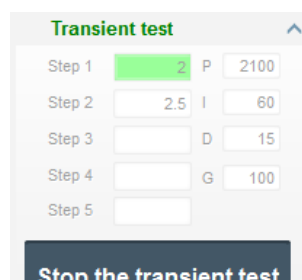 Transient test
Step 1 2 P 2100
Step 2 2.5 I 60
Step 3 D 15
Step 4 G 100
Step 5
Stop the transient test